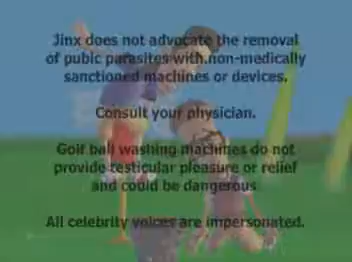 Jinx does not advocate the removal
of pubic parasites with non-medically
sanctioned machines or devices.
Consult your physician.
Golf ball washing machines do not
provide testicular pleasure or relief
and could be dangerous
All celebrity voices are impersonated.